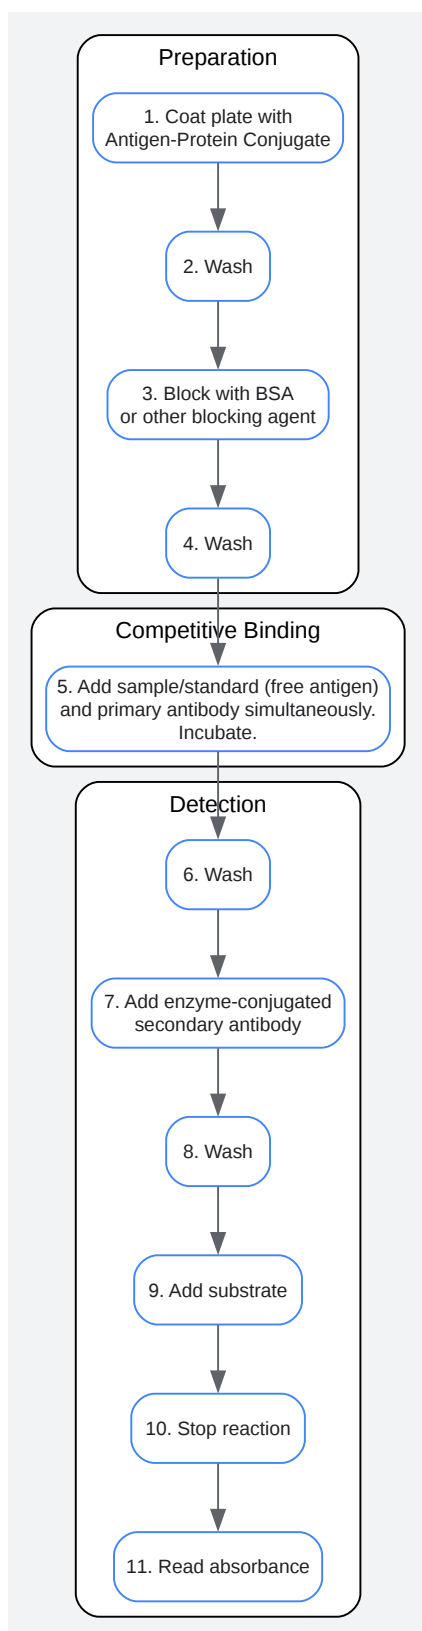 Preparation
1. Coat plate with
Antigen-Protein Conjugate
2. Wash
3. Block with BSA
or other blocking agent
4. Wash
Competitive Binding
5. Add sample/standard (free antigen)
and primary antibody simultaneously.
Incubate.
Detection
6. Wash
7. Add enzyme-conjugated
secondary antibody
8. Wash
9. Add substrate
10. Stop reaction
11. Read absorbance